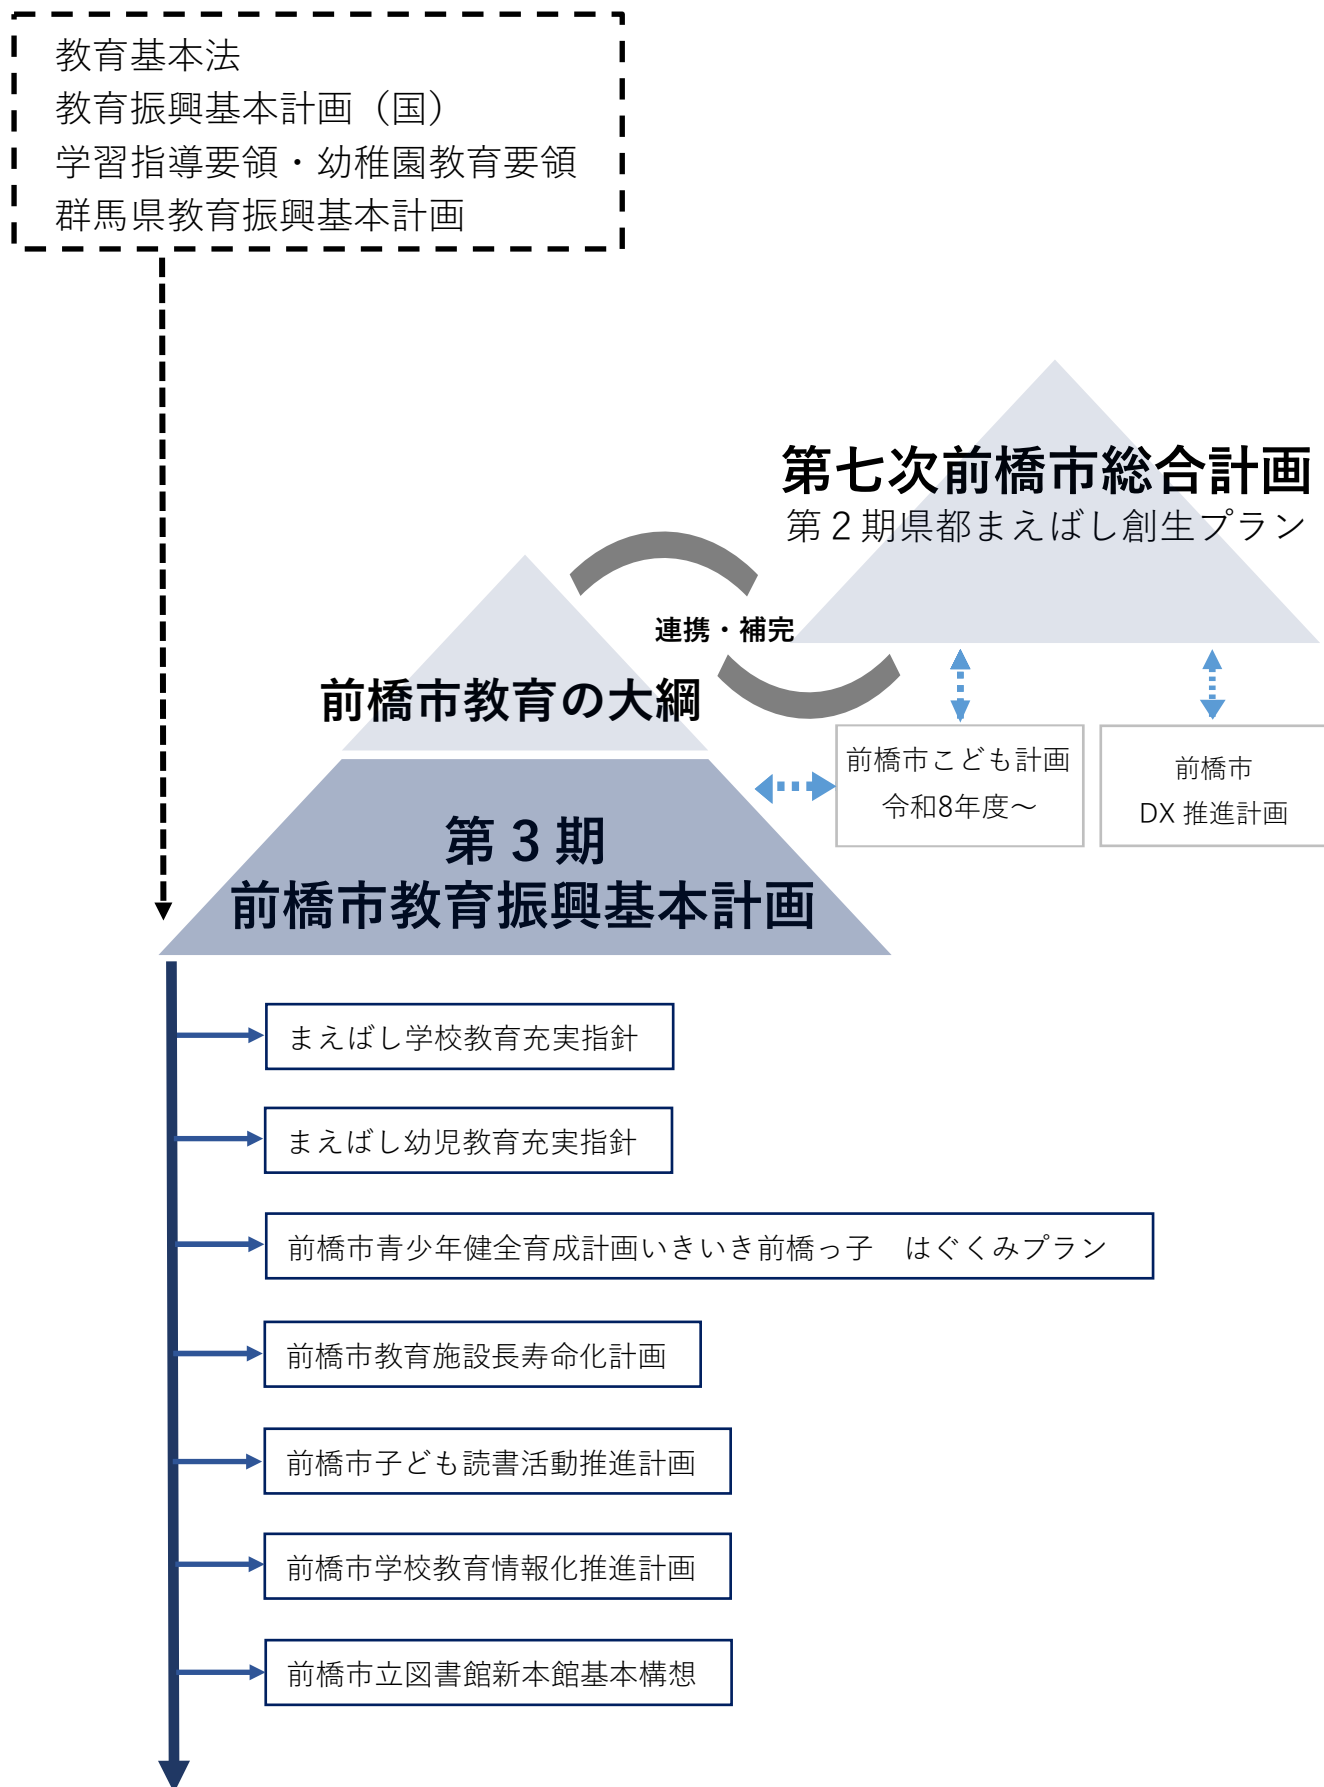 教育基本法
教育振興基本計画（国）
学習指導要領・幼稚園教育要領
群馬県教育振興基本計画
第七次前橋市総合計画
第２期県都まえばし創生プラン
連携・補完
前橋市教育の大綱
前橋市こども計画
令和8年度～
前橋市
DX 推進計画
第３期
前橋市教育振興基本計画
まえばし学校教育充実指針
まえばし幼児教育充実指針
前橋市青少年健全育成計画いきいき前橋っ子　はぐくみプラン
前橋市教育施設長寿命化計画
前橋市子ども読書活動推進計画
前橋市学校教育情報化推進計画
前橋市立図書館新本館基本構想